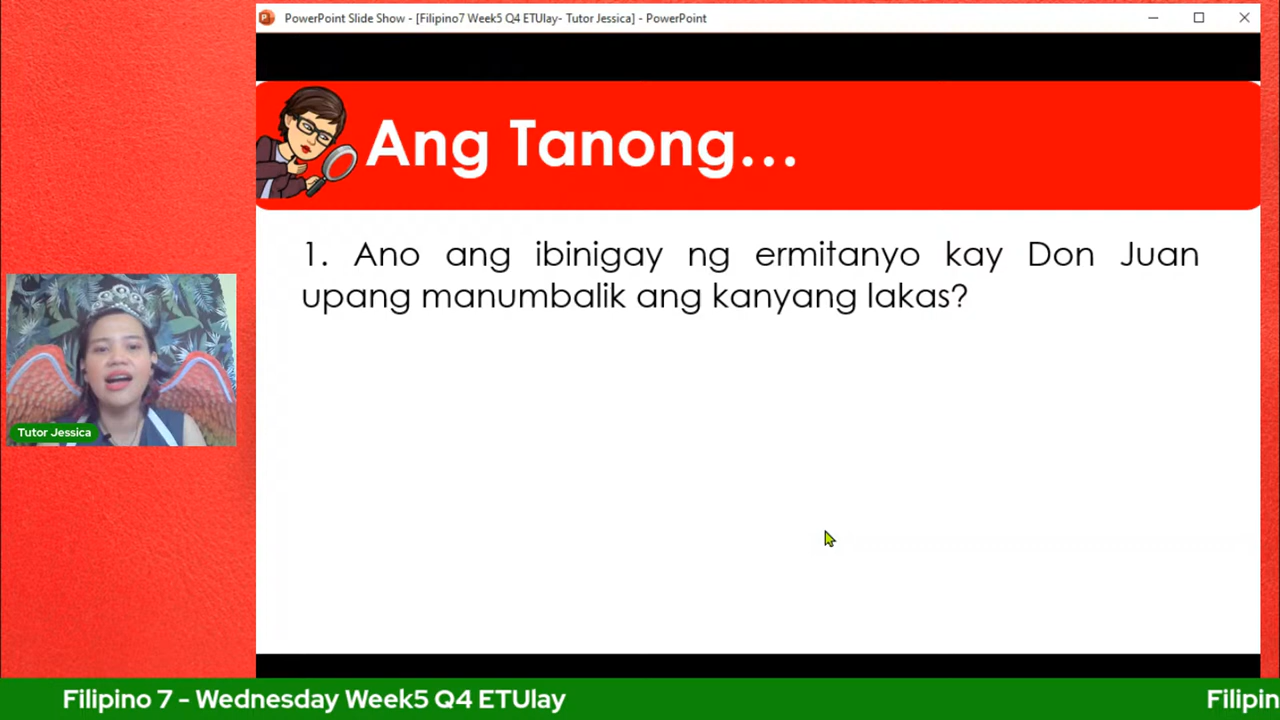 PowerPoint Slide Show - [Filipino7 Week5 Q4 ETUlay- Tutor Jessica] - PowerPoint
Ang Tanong...
1. Ano ang ibinigay ng ermitanyo kay Don Juan
upang manumbalik ang kanyang lakas?
Tutor Jessica
Filipino 7 - Wednesday Week5 Q4 ETUlay
Filipin